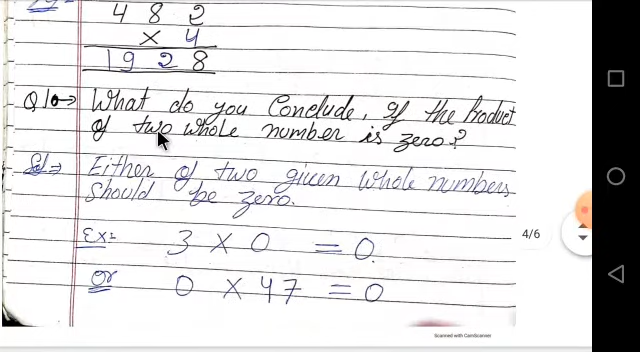 4 8 2
× 4
1 9 2 8
Q10→ What do you Conclude, If the Product
of two whole number is zero?
Sol→ Either of two given whole numbers
should be zero.
Ex= 3 × 0 = 0
or 0 × 47 = 0
4/6
Scanned with CamScanner